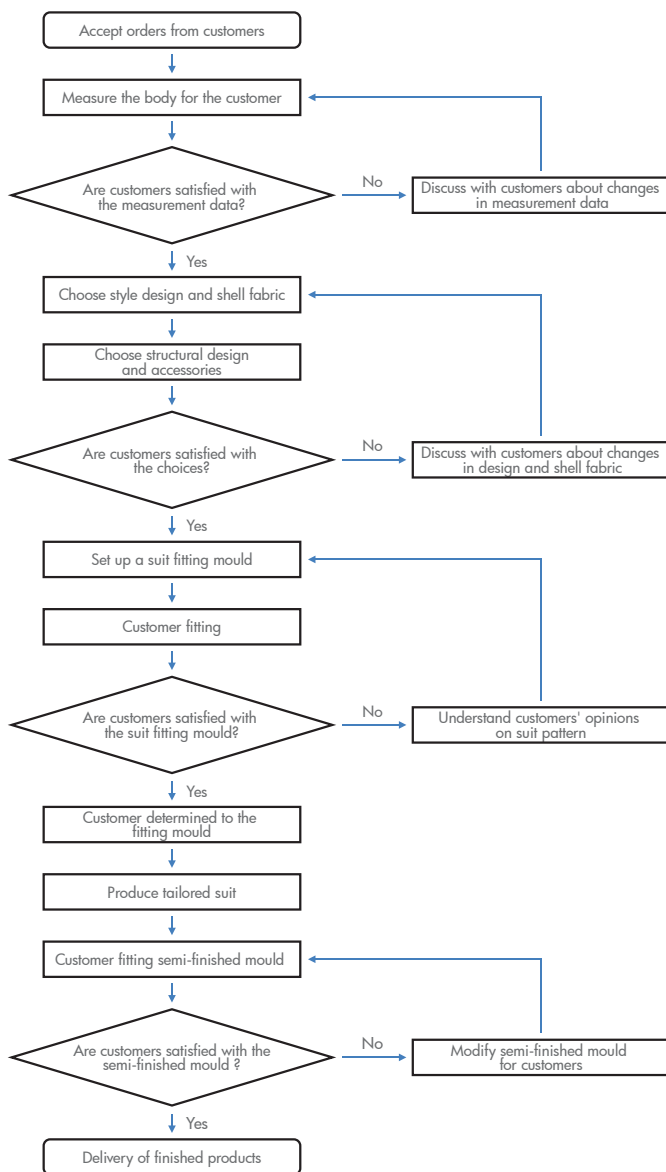 Accept orders from customers
Measure the body for the customer
Are customers satisfied with
the measurement data?
No
Discuss with customers about changes
in measurement data
Yes
Choose style design and shell fabric
Choose structural design
and accessories
Are customers satisfied with
the choices?
No
Discuss with customers about changes
in design and shell fabric
Yes
Set up a suit fitting mould
Customer fitting
Are customers satisfied with
the suit fitting mould?
No
Understand customers' opinions
on suit pattern
Yes
Customer determined to the
fitting mould
Produce tailored suit
Customer fitting semi-finished mould
Are customers satisfied with the
semi-finished mould ?
No
Modify semi-finished mould
for customers
Yes
Delivery of finished products